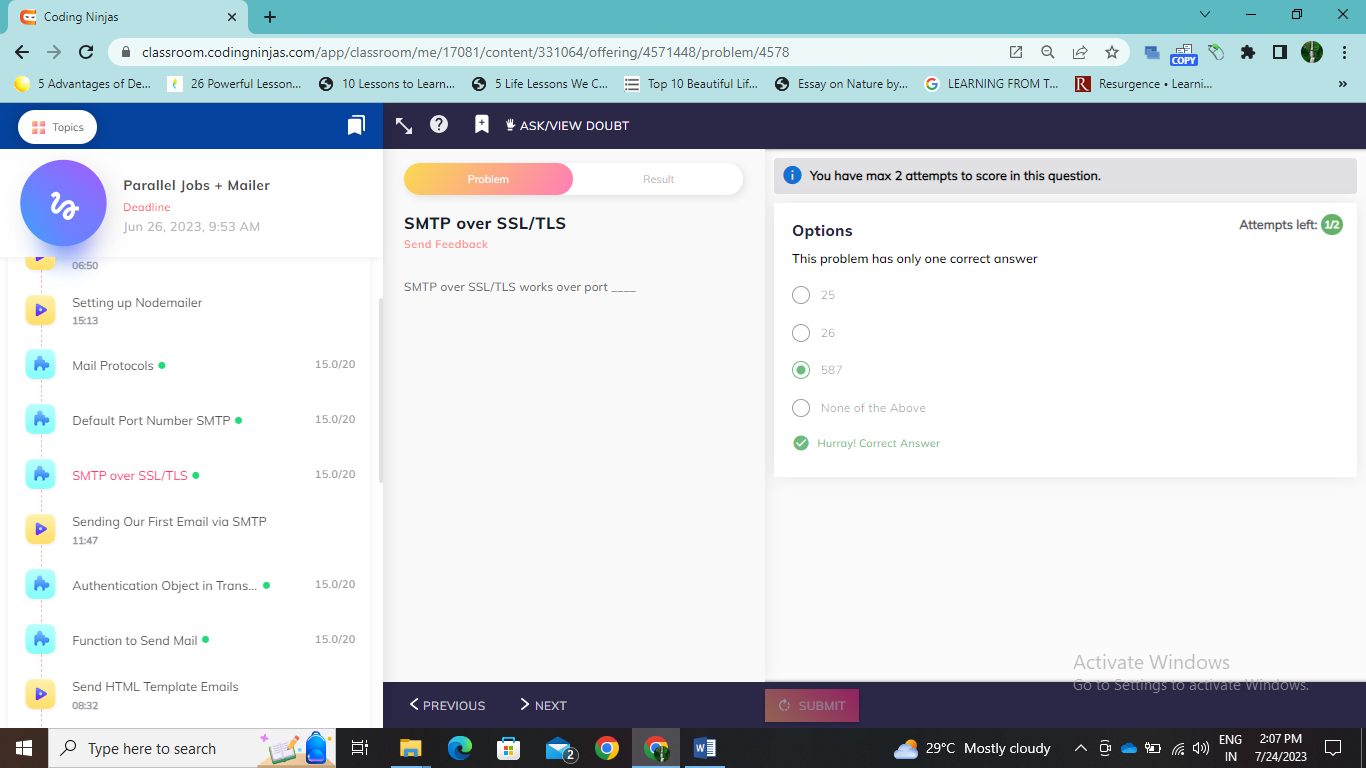 Coding Ninjas
classroom.codingninjas.com/app/classroom/me/17081/content/331064/offering/4571448/problem/4578
COPY
5 Advantages of De...
26 Powerful Lesson...
10 Lessons to Learn...
5 Life Lessons We C...
Top 10 Beautiful Lif...
Essay on Nature by...
LEARNING FROM T...
Resurgence • Learni...
Topics
ASK/VIEW DOUBT
Parallel Jobs + Mailer
Deadline
Jun 26, 2023, 9:53 AM
06:50
Setting up Nodemailer
15:13
Mail Protocols
15.0/20
Default Port Number SMTP
15.0/20
SMTP over SSL/TLS
15.0/20
Sending Our First Email via SMTP
11:47
Authentication Object in Trans...
15.0/20
Function to Send Mail
15.0/20
Send HTML Template Emails
08:32
Problem
Result
SMTP over SSL/TLS
Send Feedback
SMTP over SSL/TLS works over port ____
You have max 2 attempts to score in this question.
Options
Attempts left: 1/2
This problem has only one correct answer
25
26
587
None of the Above
Hurray! Correct Answer
Activate Windows
Go to Settings to activate Windows.
PREVIOUS
NEXT
SUBMIT
Type here to search
2
29°C Mostly cloudy
ENG
IN
2:07 PM
7/24/2023